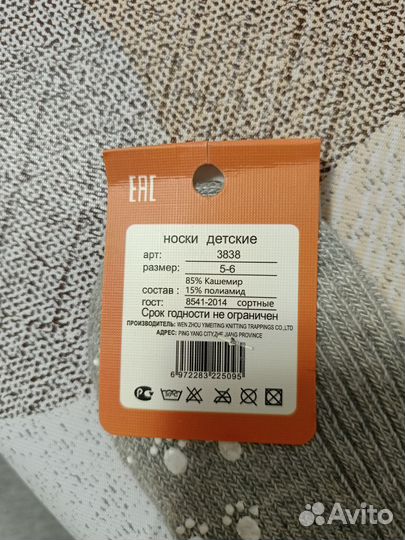 EAC
носки детские
арт: 3838
размер: 5-6
85% Кашемир
состав : 15% полиамид
гост: 8541-2014 сортные
Срок годности не ограничен
ПРОИЗВОДИТЕЛЬ: WEN ZHOU YIMEITING KNITTING TRAPPINGS CO.,LTD
АДРЕС: PING YANG CITY,ZHE JIANG PROVINCE
6 972283 225095
Avito